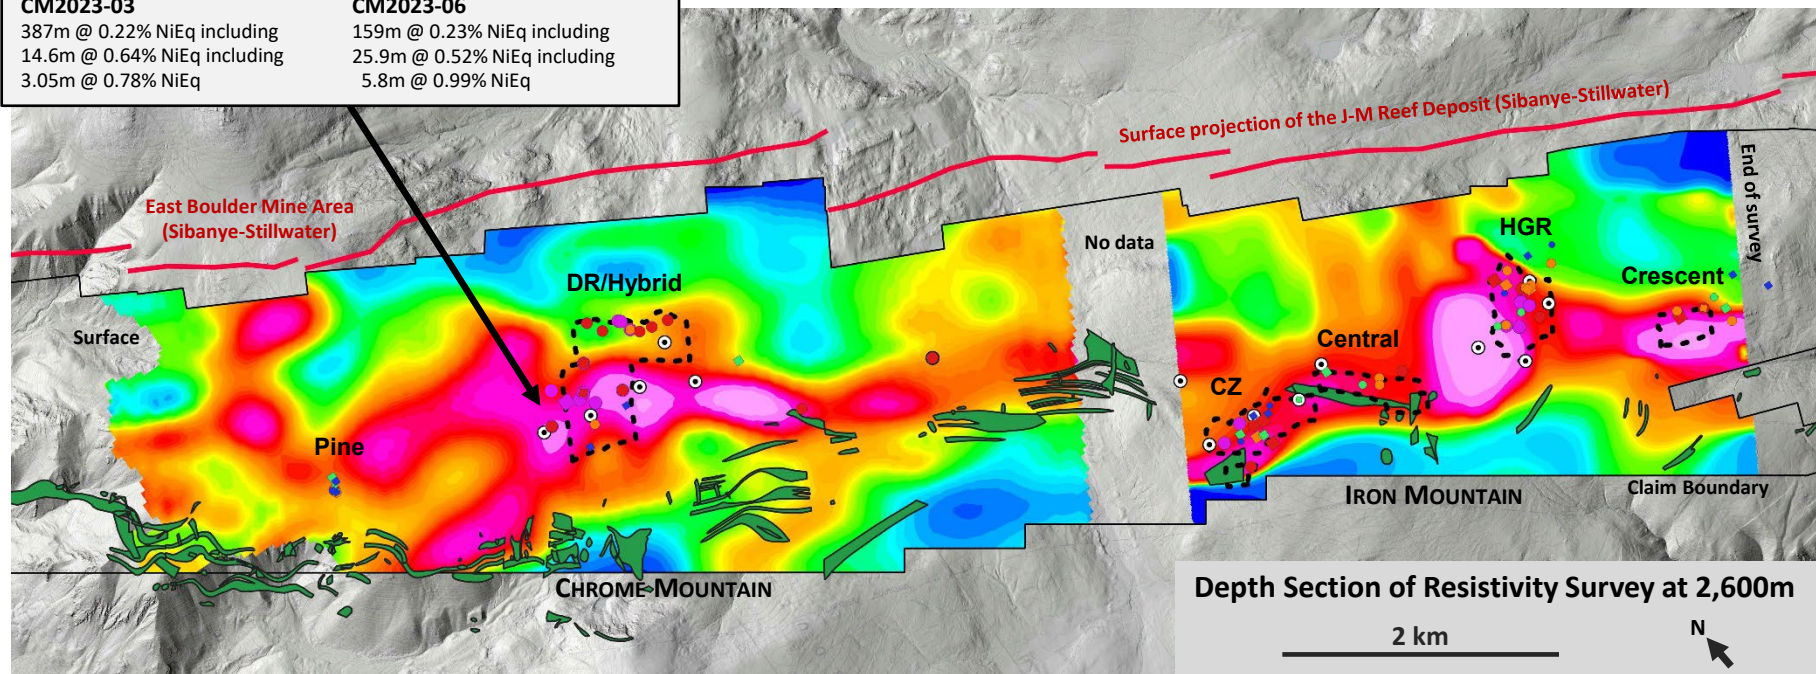 CM2023-03
387m @ 0.22% NiEq including
14.6m @ 0.64% NiEq including
3.05m @ 0.78% NiEq
CM2023-06
159m @ 0.23% NiEq including
25.9m @ 0.52% NiEq including
5.8m @ 0.99% NiEq
Surface projection of the J-M Reef Deposit (Sibanye-Stillwater)
East Boulder Mine Area
(Sibanye-Stillwater)
End of survey
No data
HGR
DR/Hybrid
Crescent
Surface
Central
CZ
Pine
IRON MOUNTAIN
Claim Boundary
CHROME MOUNTAIN
Depth Section of Resistivity Survey at 2,600m
2 km
N